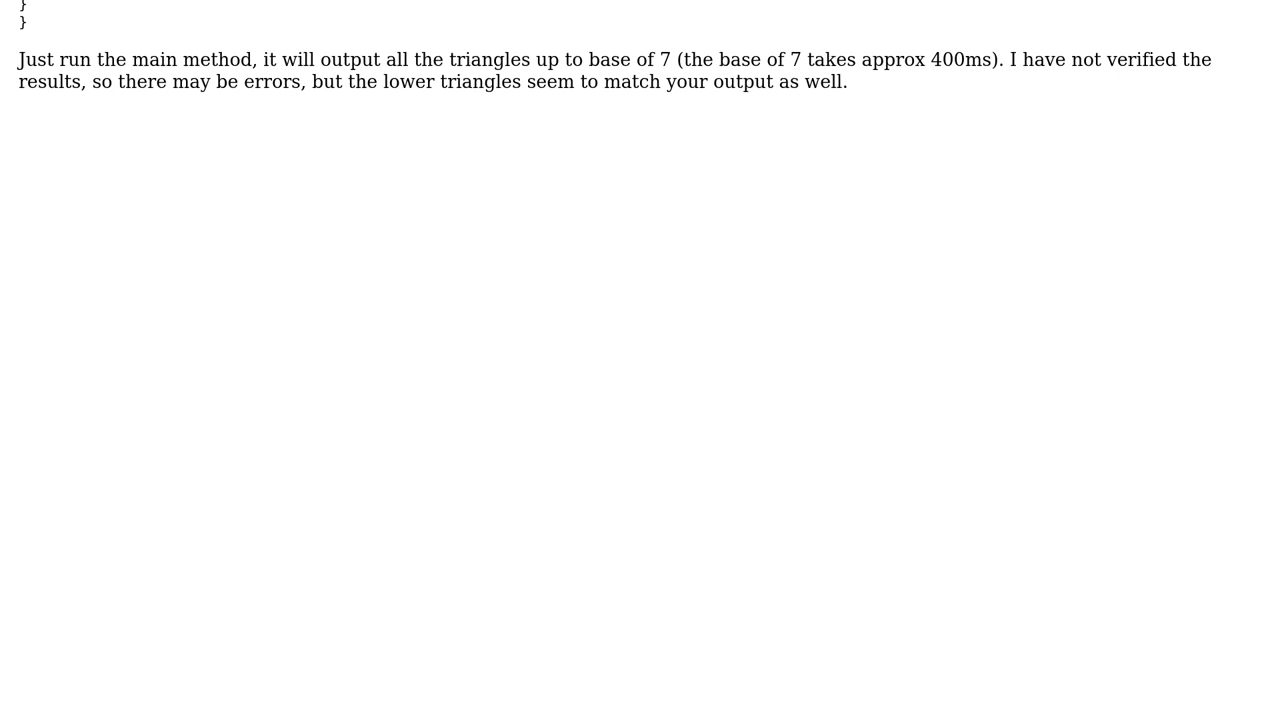 }
}
Just run the main method, it will output all the triangles up to base of 7 (the base of 7 takes approx 400ms). I have not verified the
results, so there may be errors, but the lower triangles seem to match your output as well.